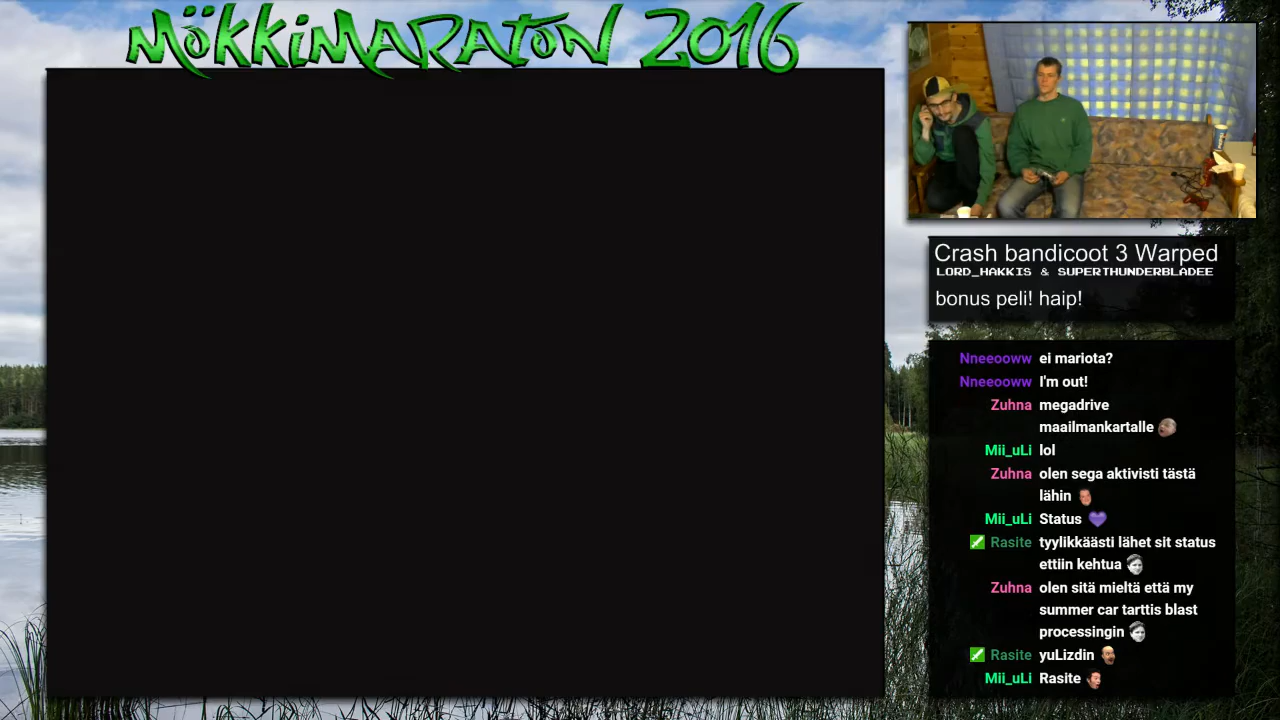 MökkiMARAToN 2016
Crash bandicoot 3 Warped
LORD_HAKKIS & SUPERTHUNDERBLADEE
bonus peli! haip!
Nneeooww ei mariota?
Nneeooww I'm out!
Zuhna megadrive
maailmankartalle
Mii_uLi lol
Zuhna olen sega aktivisti tästä
lähin
Mii_uLi Status
Rasite tyylikkäästi lähet sit status
ettiin kehtua
Zuhna olen sitä mieltä että my
summer car tarttis blast
processingin
Rasite yuLizdin
Mii_uLi Rasite